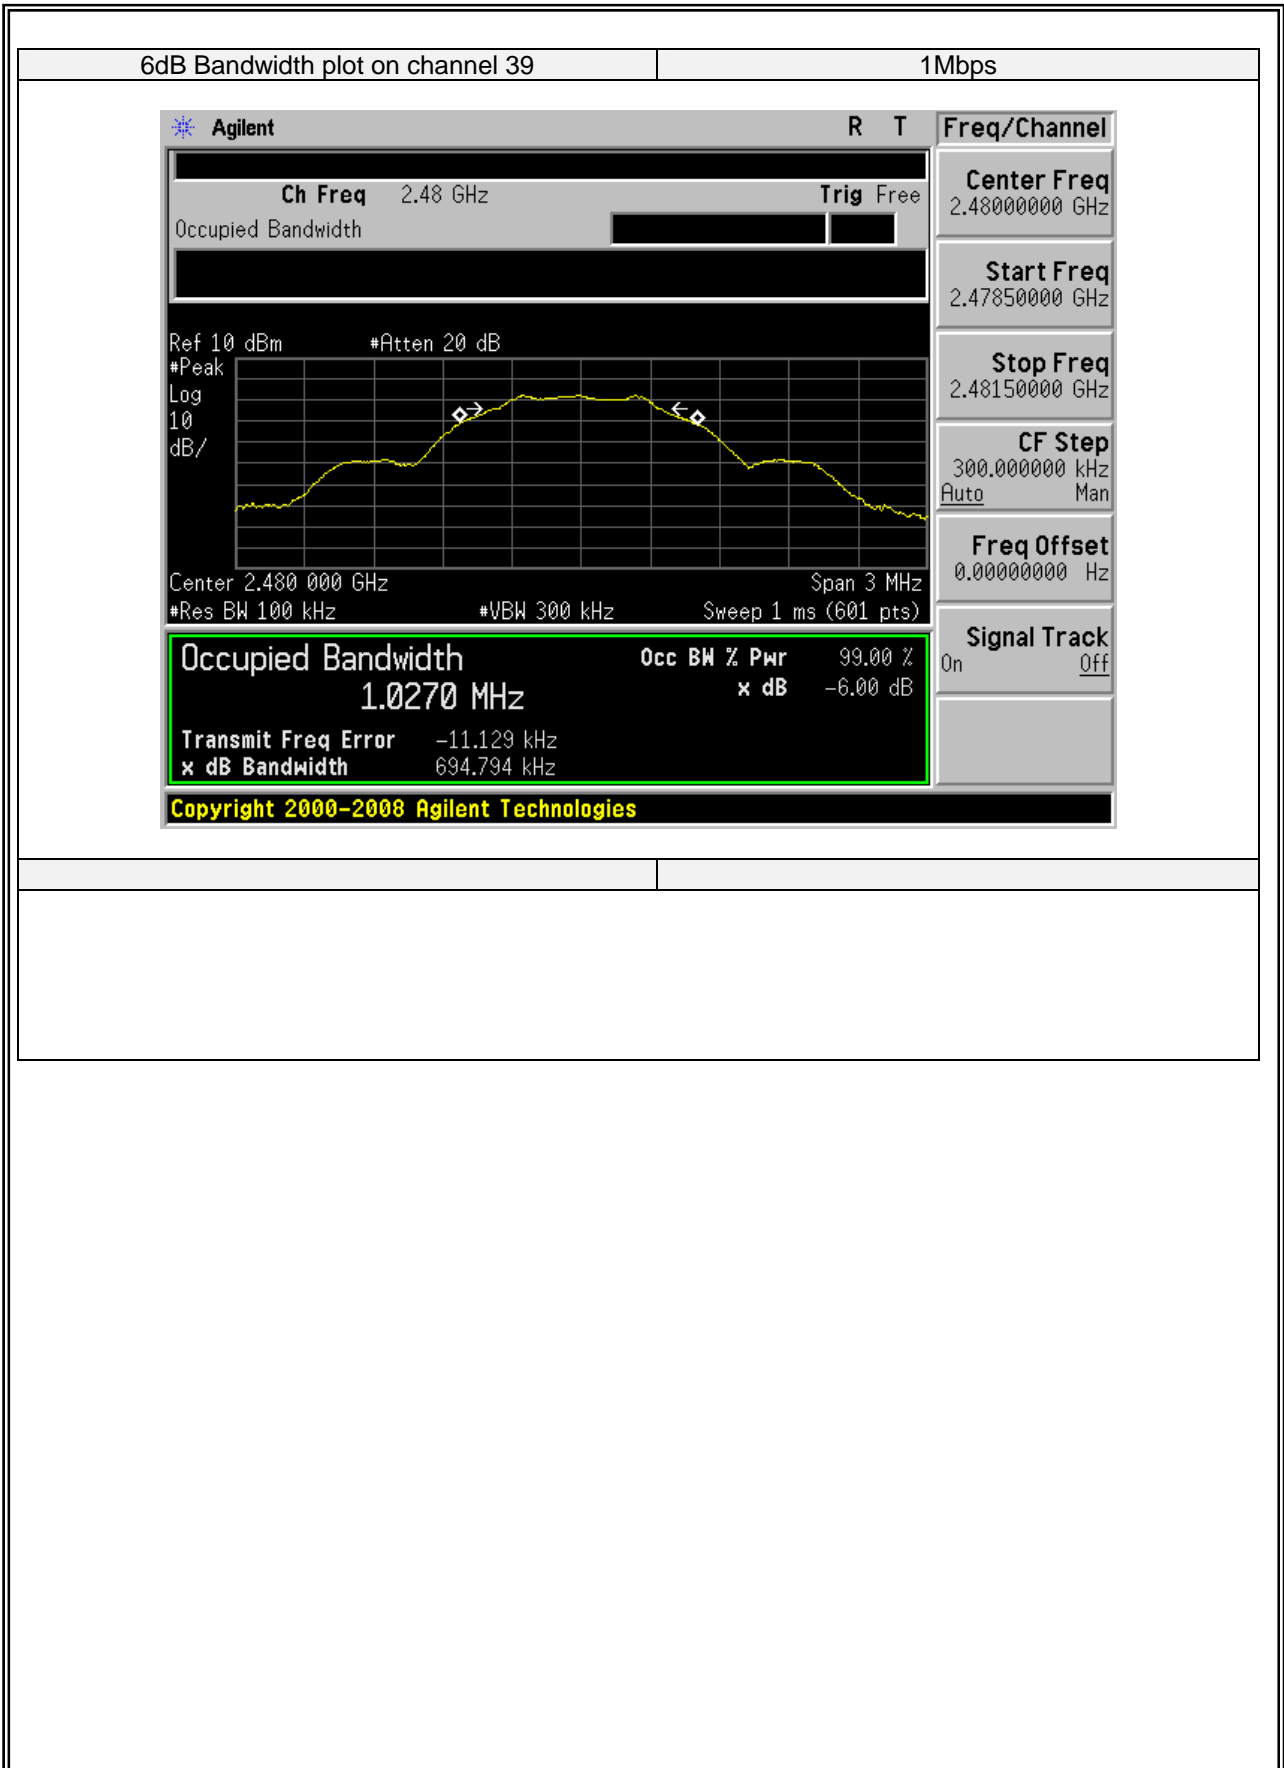 6dB Bandwidth plot on channel 39 1Mbps
Agilent R T Freq/Channel
Ch Freq 2.48 GHz Trig Free
Occupied Bandwidth
Center Freq
2.48000000 GHz
Start Freq
2.47850000 GHz
Stop Freq
2.48150000 GHz
CF Step
300.000000 kHz
Auto Man
Freq Offset
0.00000000 Hz
Signal Track
On Off
Ref 10 dBm #Atten 20 dB
#Peak
Log
10
dB/
Center 2.480 000 GHz Span 3 MHz
#Res BW 100 kHz #VBW 300 kHz Sweep 1 ms (601 pts)
Occupied Bandwidth Occ BW % Pwr 99.00 %
1.0270 MHz x dB -6.00 dB
Transmit Freq Error -11.129 kHz
x dB Bandwidth 694.794 kHz
Copyright 2000-2008 Agilent Technologies